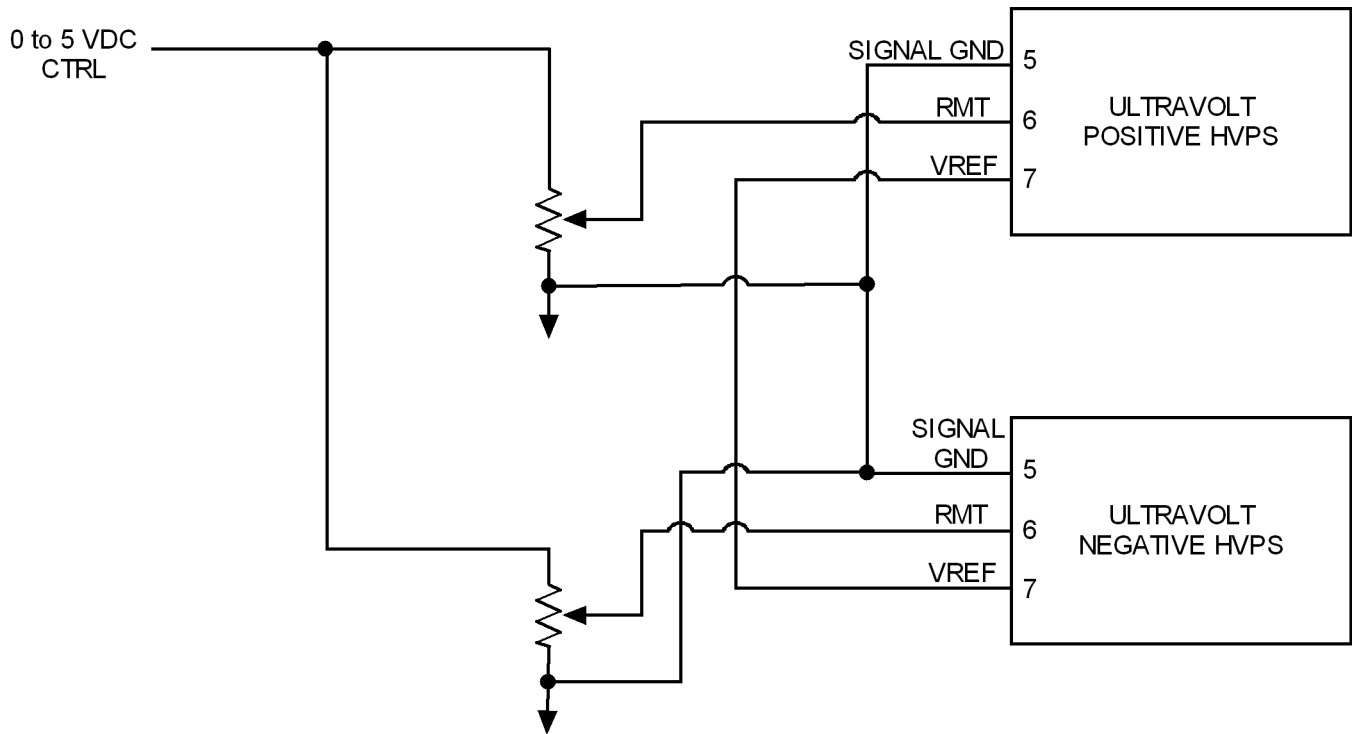 0 to 5 VDC
CTRL
SIGNAL GND
5
RMT
6
VREF
7
ULTRAVOLT
POSITIVE HVPS
SIGNAL
GND
5
RMT
6
VREF
7
ULTRAVOLT
NEGATIVE HVPS